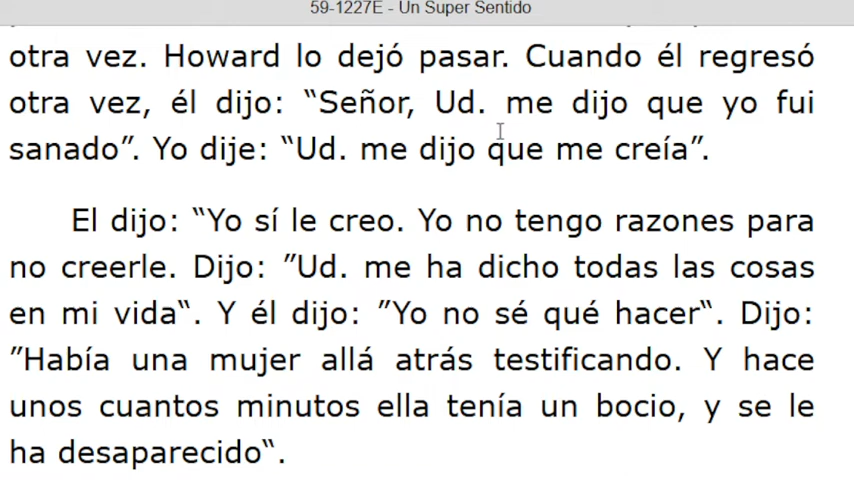 59-1227E - Un Super Sentido
otra vez. Howard lo dejó pasar. Cuando él regresó
otra vez, él dijo: “Señor, Ud. me dijo que yo fui
sanado”. Yo dije: “Ud. me dijo que me creía”.
El dijo: “Yo sí le creo. Yo no tengo razones para
no creerle. Dijo: ”Ud. me ha dicho todas las cosas
en mi vida“. Y él dijo: ”Yo no sé qué hacer“. Dijo:
”Había una mujer allá atrás testificando. Y hace
unos cuantos minutos ella tenía un bocio, y se le
ha desaparecido“.